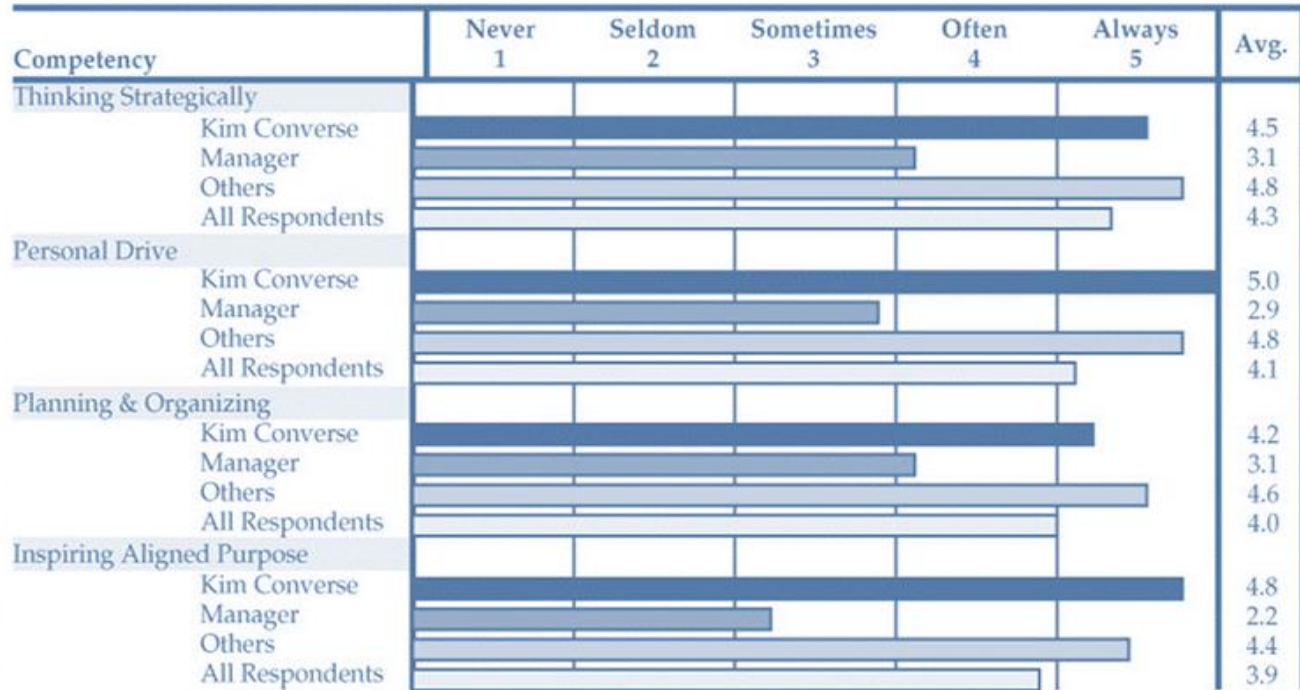 Competency Never 1 Seldom 2 Sometimes 3 Often 4 Always 5 Avg.
Thinking Strategically
Kim Converse 4.5
Manager 3.1
Others 4.8
All Respondents 4.3
Personal Drive
Kim Converse 5.0
Manager 2.9
Others 4.8
All Respondents 4.1
Planning & Organizing
Kim Converse 4.2
Manager 3.1
Others 4.6
All Respondents 4.0
Inspiring Aligned Purpose
Kim Converse 4.8
Manager 2.2
Others 4.4
All Respondents 3.9